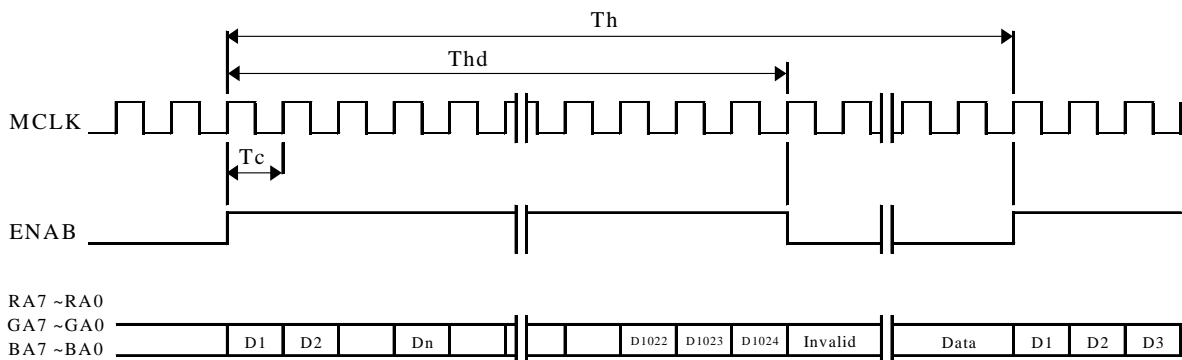 Th
Thd
MCLK
Tc
ENAB
RA7 ~RA0
GA7 ~GA0
BA7 ~BA0
D1 D2 Dn D1022 D1023 D1024 Invalid Data D1 D2 D3